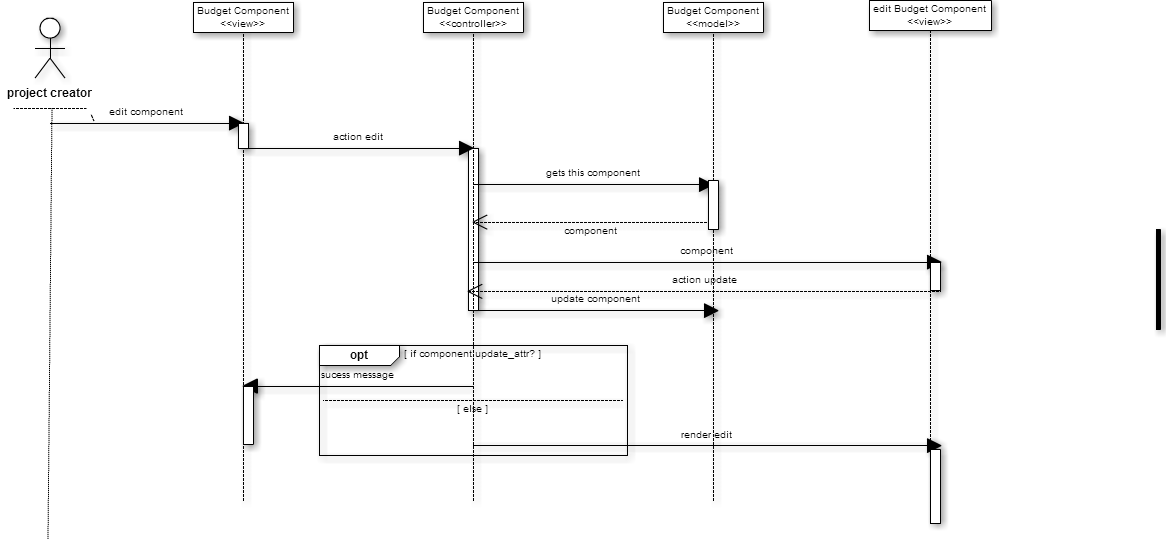 Budget Component
<<view>>
Budget Component
<<controller>>
Budget Component
<<model>>
edit Budget Component
<<view>>
project creator
edit component
action edit
gets this component
component
component
action update
update component
opt
[ if component.update_attr? ]
sucess message
[ else ]
render edit